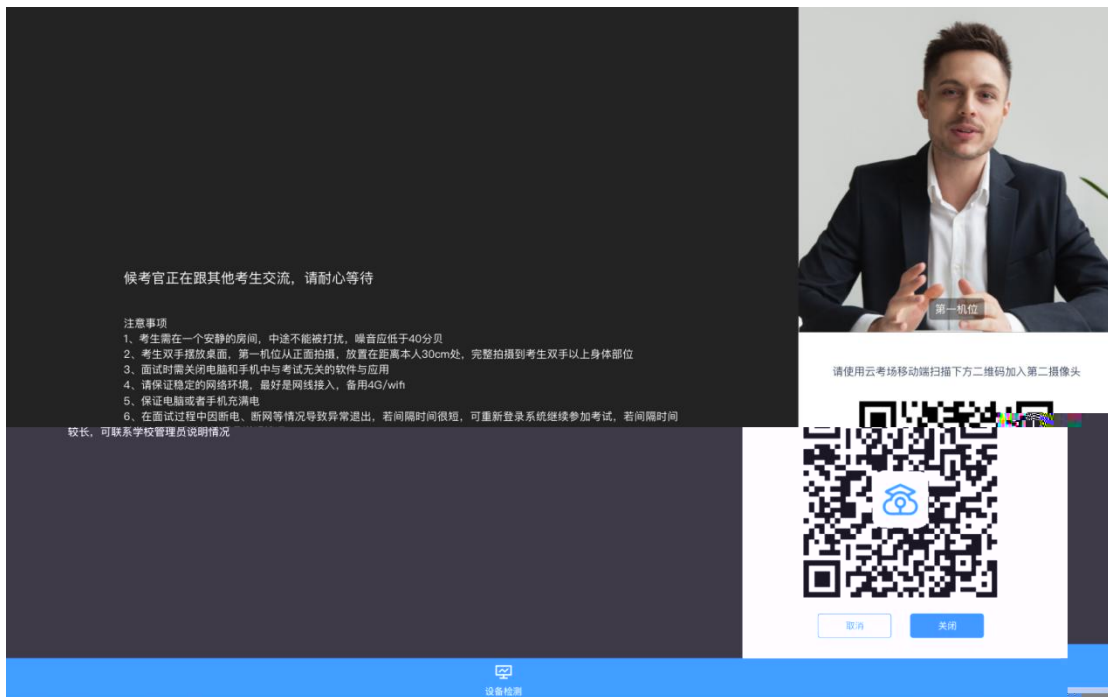 候考官正在跟其他考生交流，请耐心等待
注意事项
1、考生需在一个安静的房间，中途不能被打扰，噪音应低于40分贝
2、考生双手摆放桌面，第一机位从正面拍摄，放置在距离本人30cm处，完整拍摄到考生双手以上身体部位
3、面试时需关闭电脑和手机中与考试无关的软件与应用
4、请保证稳定的网络环境，最好是网线接入，备用4G/wifi
5、保证电脑或者手机充满电
6、在面试过程中因断电、断网等情况导致异常退出，若间隔时间很短，可重新登录系统继续参加考试，若间隔时间
较长，可联系学校管理员说明情况
第一机位
请使用云考场移动端扫描下方二维码加入第二摄像头
取消
关闭
设备检测